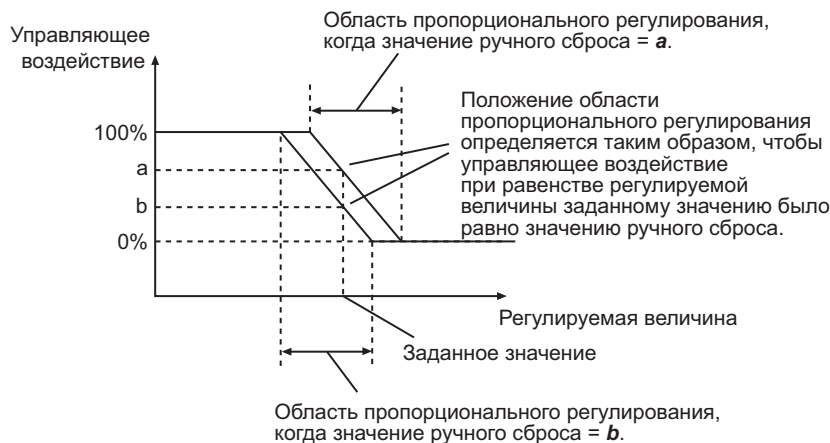 Область пропорционального регулирования,
когда значение ручного сброса = a.
Управляющее
воздействие
Положение области
пропорционального регулирования
определяется таким образом, чтобы
управляющее воздействие
при равенстве регулируемой
величины заданному значению было
равно значению ручного сброса.
100%
a
b
0%
Регулируемая величина
Заданное значение
Область пропорционального регулирования,
когда значение ручного сброса = b.